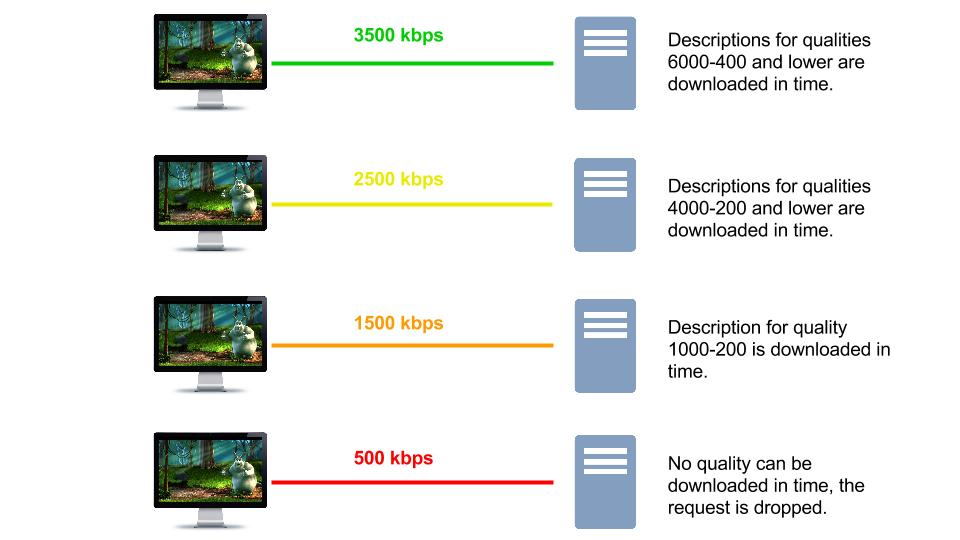 3500 kbps
Descriptions for qualities
6000-400 and lower are
downloaded in time.
2500 kbps
Descriptions for qualities
4000-200 and lower are
downloaded in time.
1500 kbps
Description for quality
1000-200 is downloaded in
time.
500 kbps
No quality can be
downloaded in time, the
request is dropped.